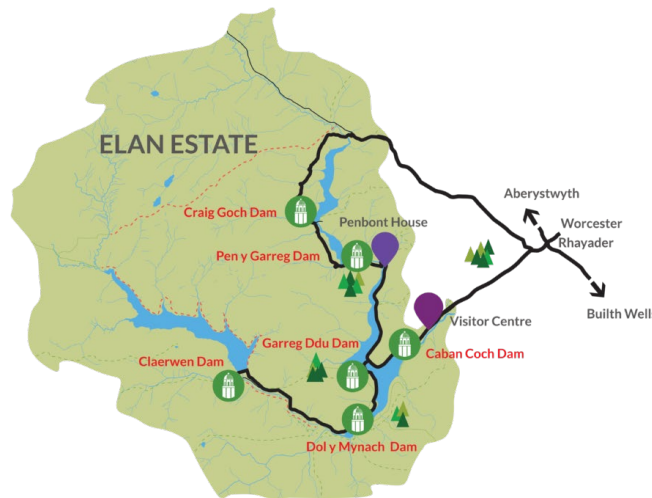 ELAN ESTATE
Aberystwyth
Craig Goch Dam
Penbont House
Worcester
Rhayader
Pen y Garreg Dam
Builth Well
Visitor Centre
Garreg Ddu Dam
Caban Coch Dam
Claerwen Dam
Dol y Mynach Dam